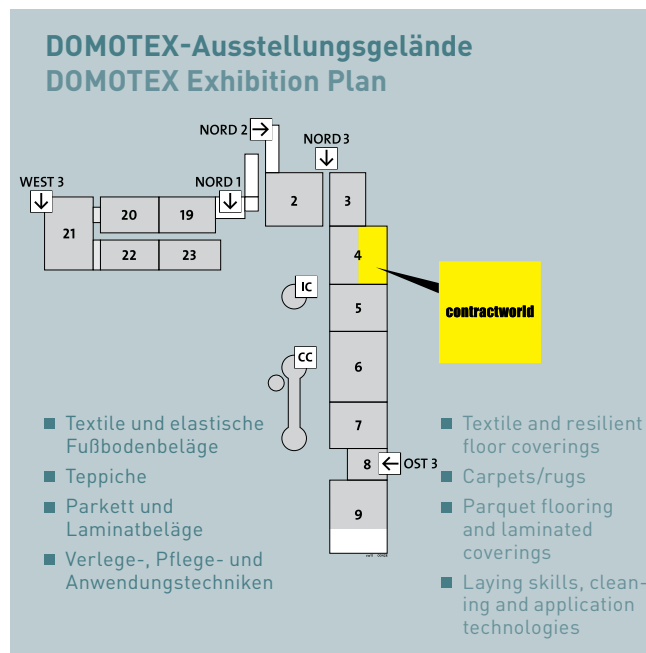 DOMOTEX-Ausstellungsgelände
DOMOTEX Exhibition Plan
NORD 2
NORD 3
WEST 3
NORD 1
20
19
2
3
21
22
23
4
IC
5
contractworld
CC
6
7
8
OST 3
9
Textile und elastische
Fußbodenbeläge
Teppiche
Parkett und
Laminatbeläge
Verlege-, Pflege- und
Anwendungstechniken
Textile and resilient
floor coverings
Carpets/rugs
Parquet flooring
and laminated
coverings
Laying skills, clean-
ing and application
technologies